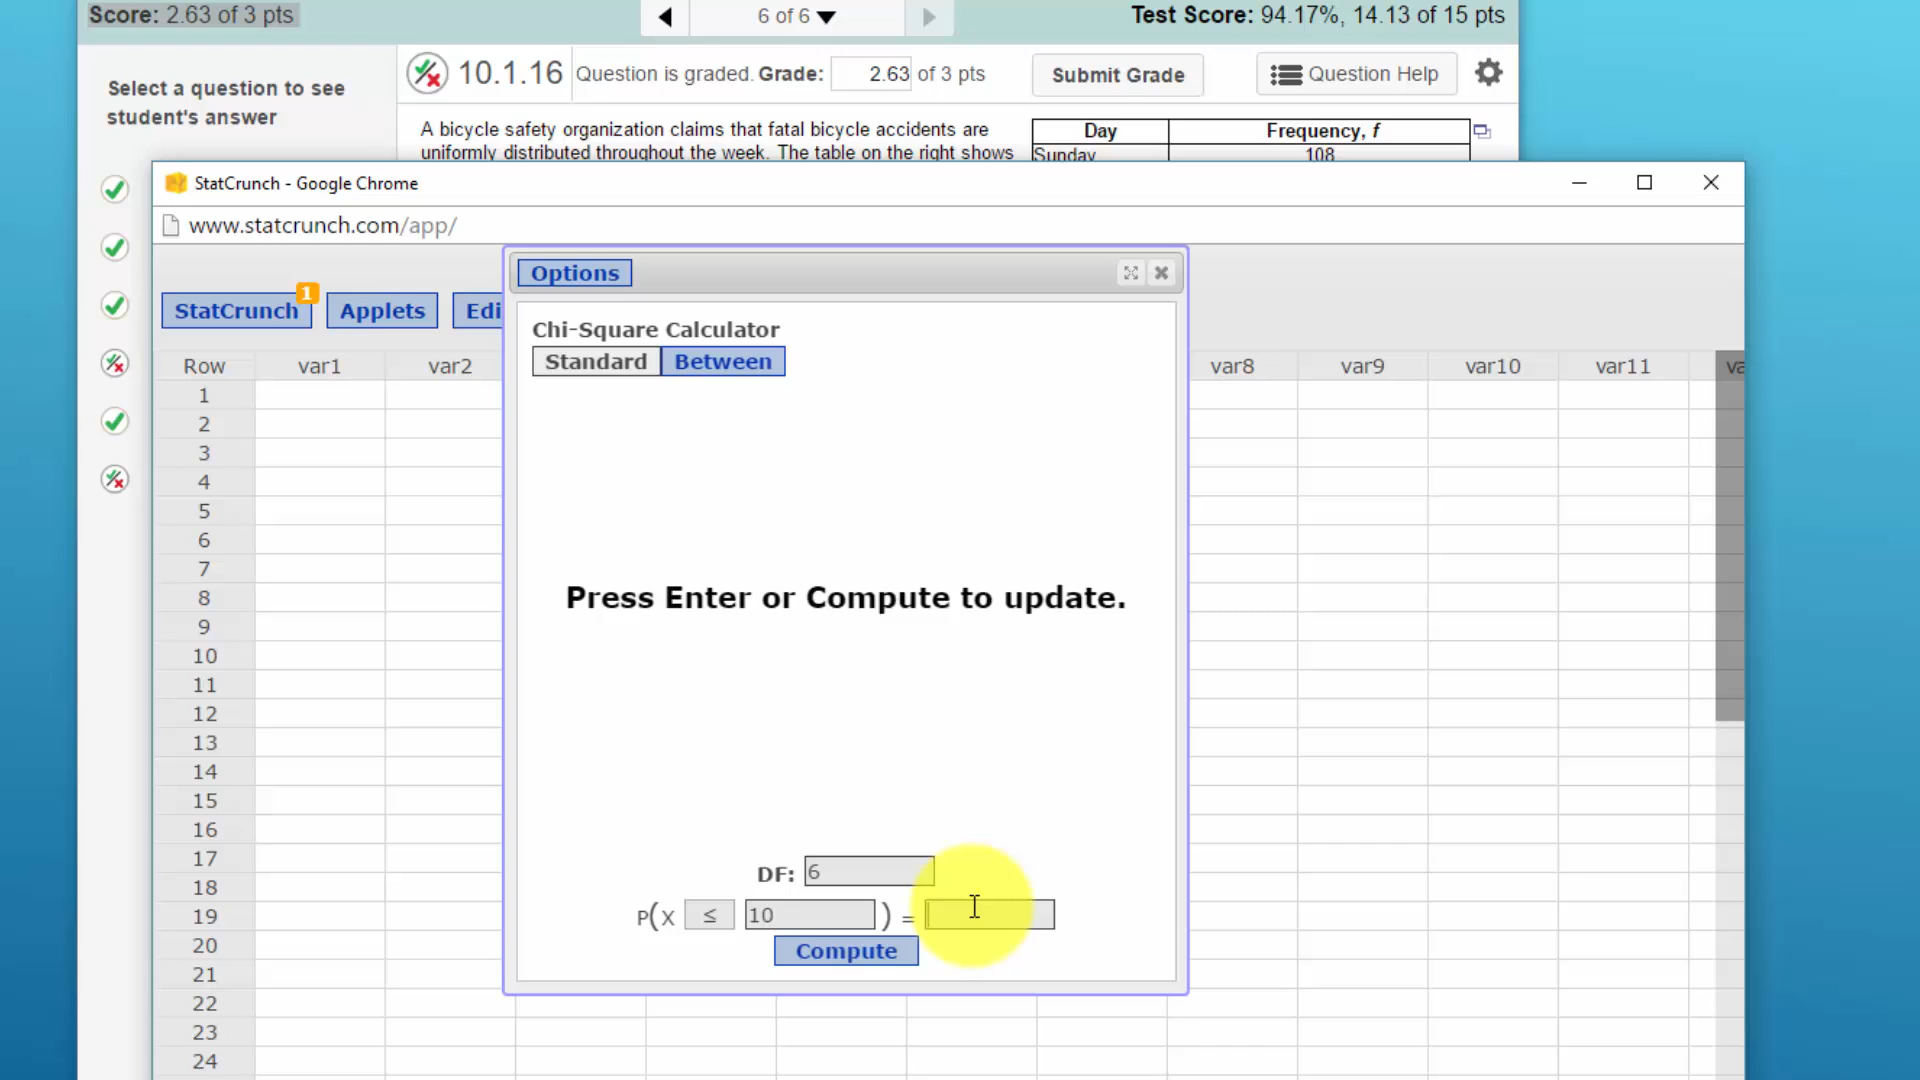 Score: 2.63 of 3 pts
6 of 6
Test Score: 94.17%, 14.13 of 15 pts
Select a question to see
student's answer
10.1.16
Question is graded. Grade: 2.63 of 3 pts
Submit Grade
Question Help
A bicycle safety organization claims that fatal bicycle accidents are
uniformly distributed throughout the week. The table on the right shows
Day
Frequency, f
Sunday
108
StatCrunch - Google Chrome
www.statcrunch.com/app/
StatCrunch
1
Applets
Edi
Options
Chi-Square Calculator
Standard
Between
Row
var1
var2
var8
var9
var10
var11
va
1
2
3
4
5
6
7
8
9
10
11
12
13
14
15
16
17
18
19
20
21
22
23
24
Press Enter or Compute to update.
DF: 6
P(X ≤ 10 ) =
Compute